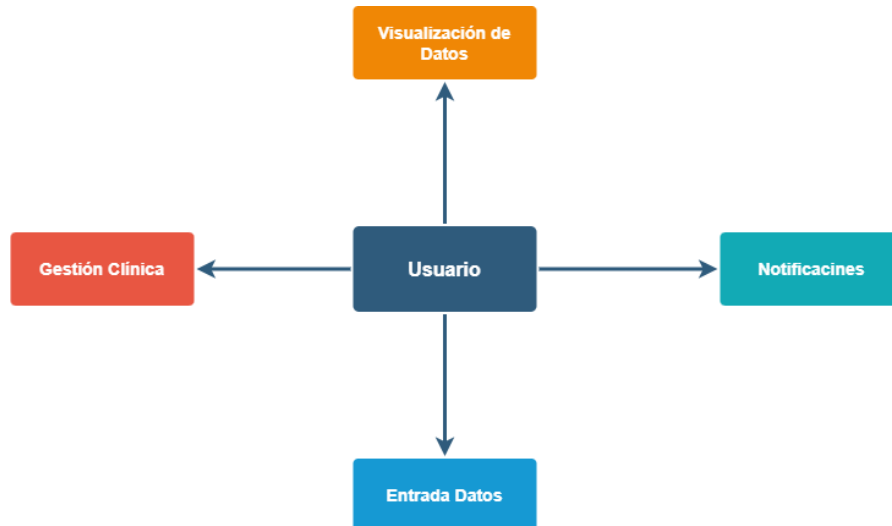 Visualización de
Datos
Gestión Clínica
Usuario
Notificacines
Entrada Datos